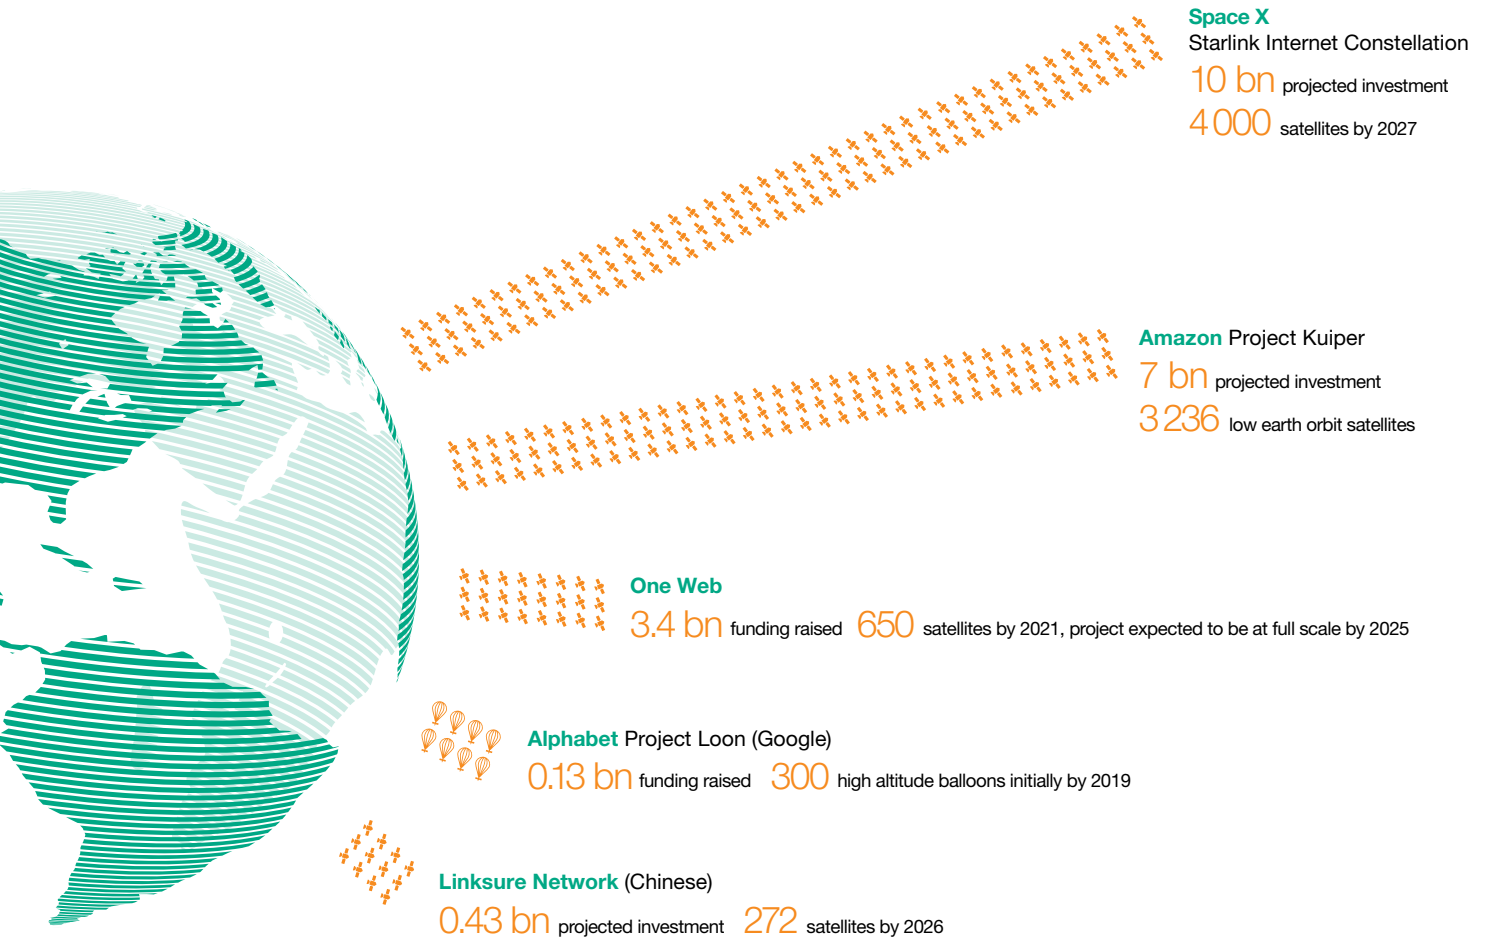 Space X
Starlink Internet Constellation
10 bn projected investment
4 000 satellites by 2027
Amazon Project Kuiper
7 bn projected investment
3 236 low earth orbit satellites
One Web
3.4 bn funding raised 650 satellites by 2021, project expected to be at full scale by 2025
Alphabet Project Loon (Google)
0.13 bn funding raised 300 high altitude balloons initially by 2019
Linksure Network (Chinese)
0.43 bn projected investment 272 satellites by 2026